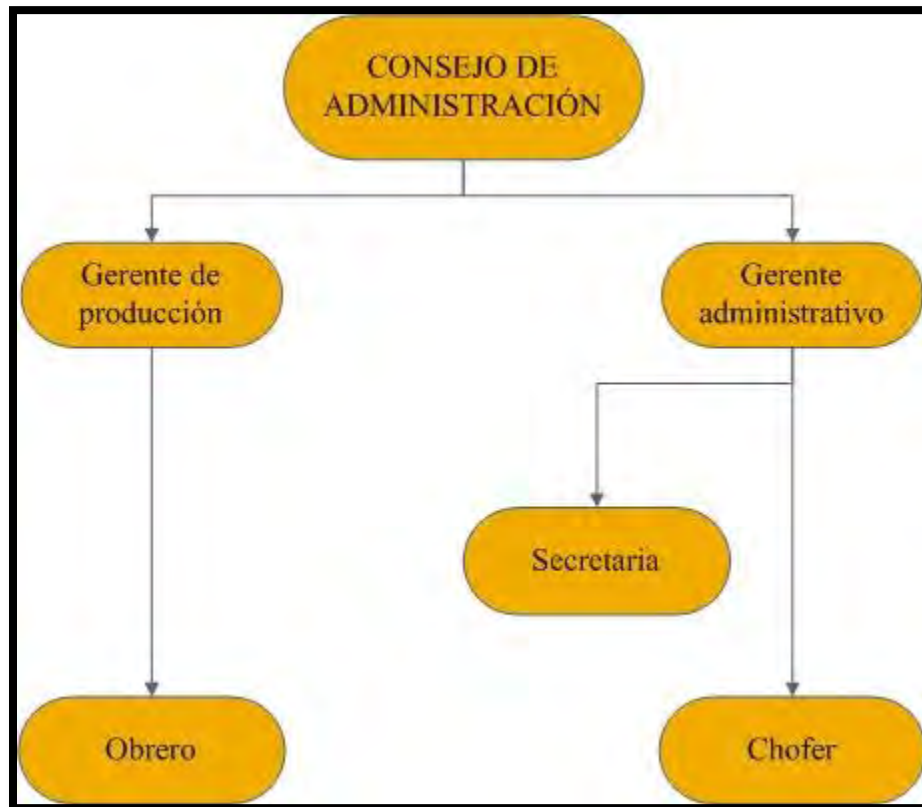 CONSEJO DE
ADMINISTRACIÓN
Gerente de
producción
Gerente
administrativo
Secretaria
Obrero
Chofer